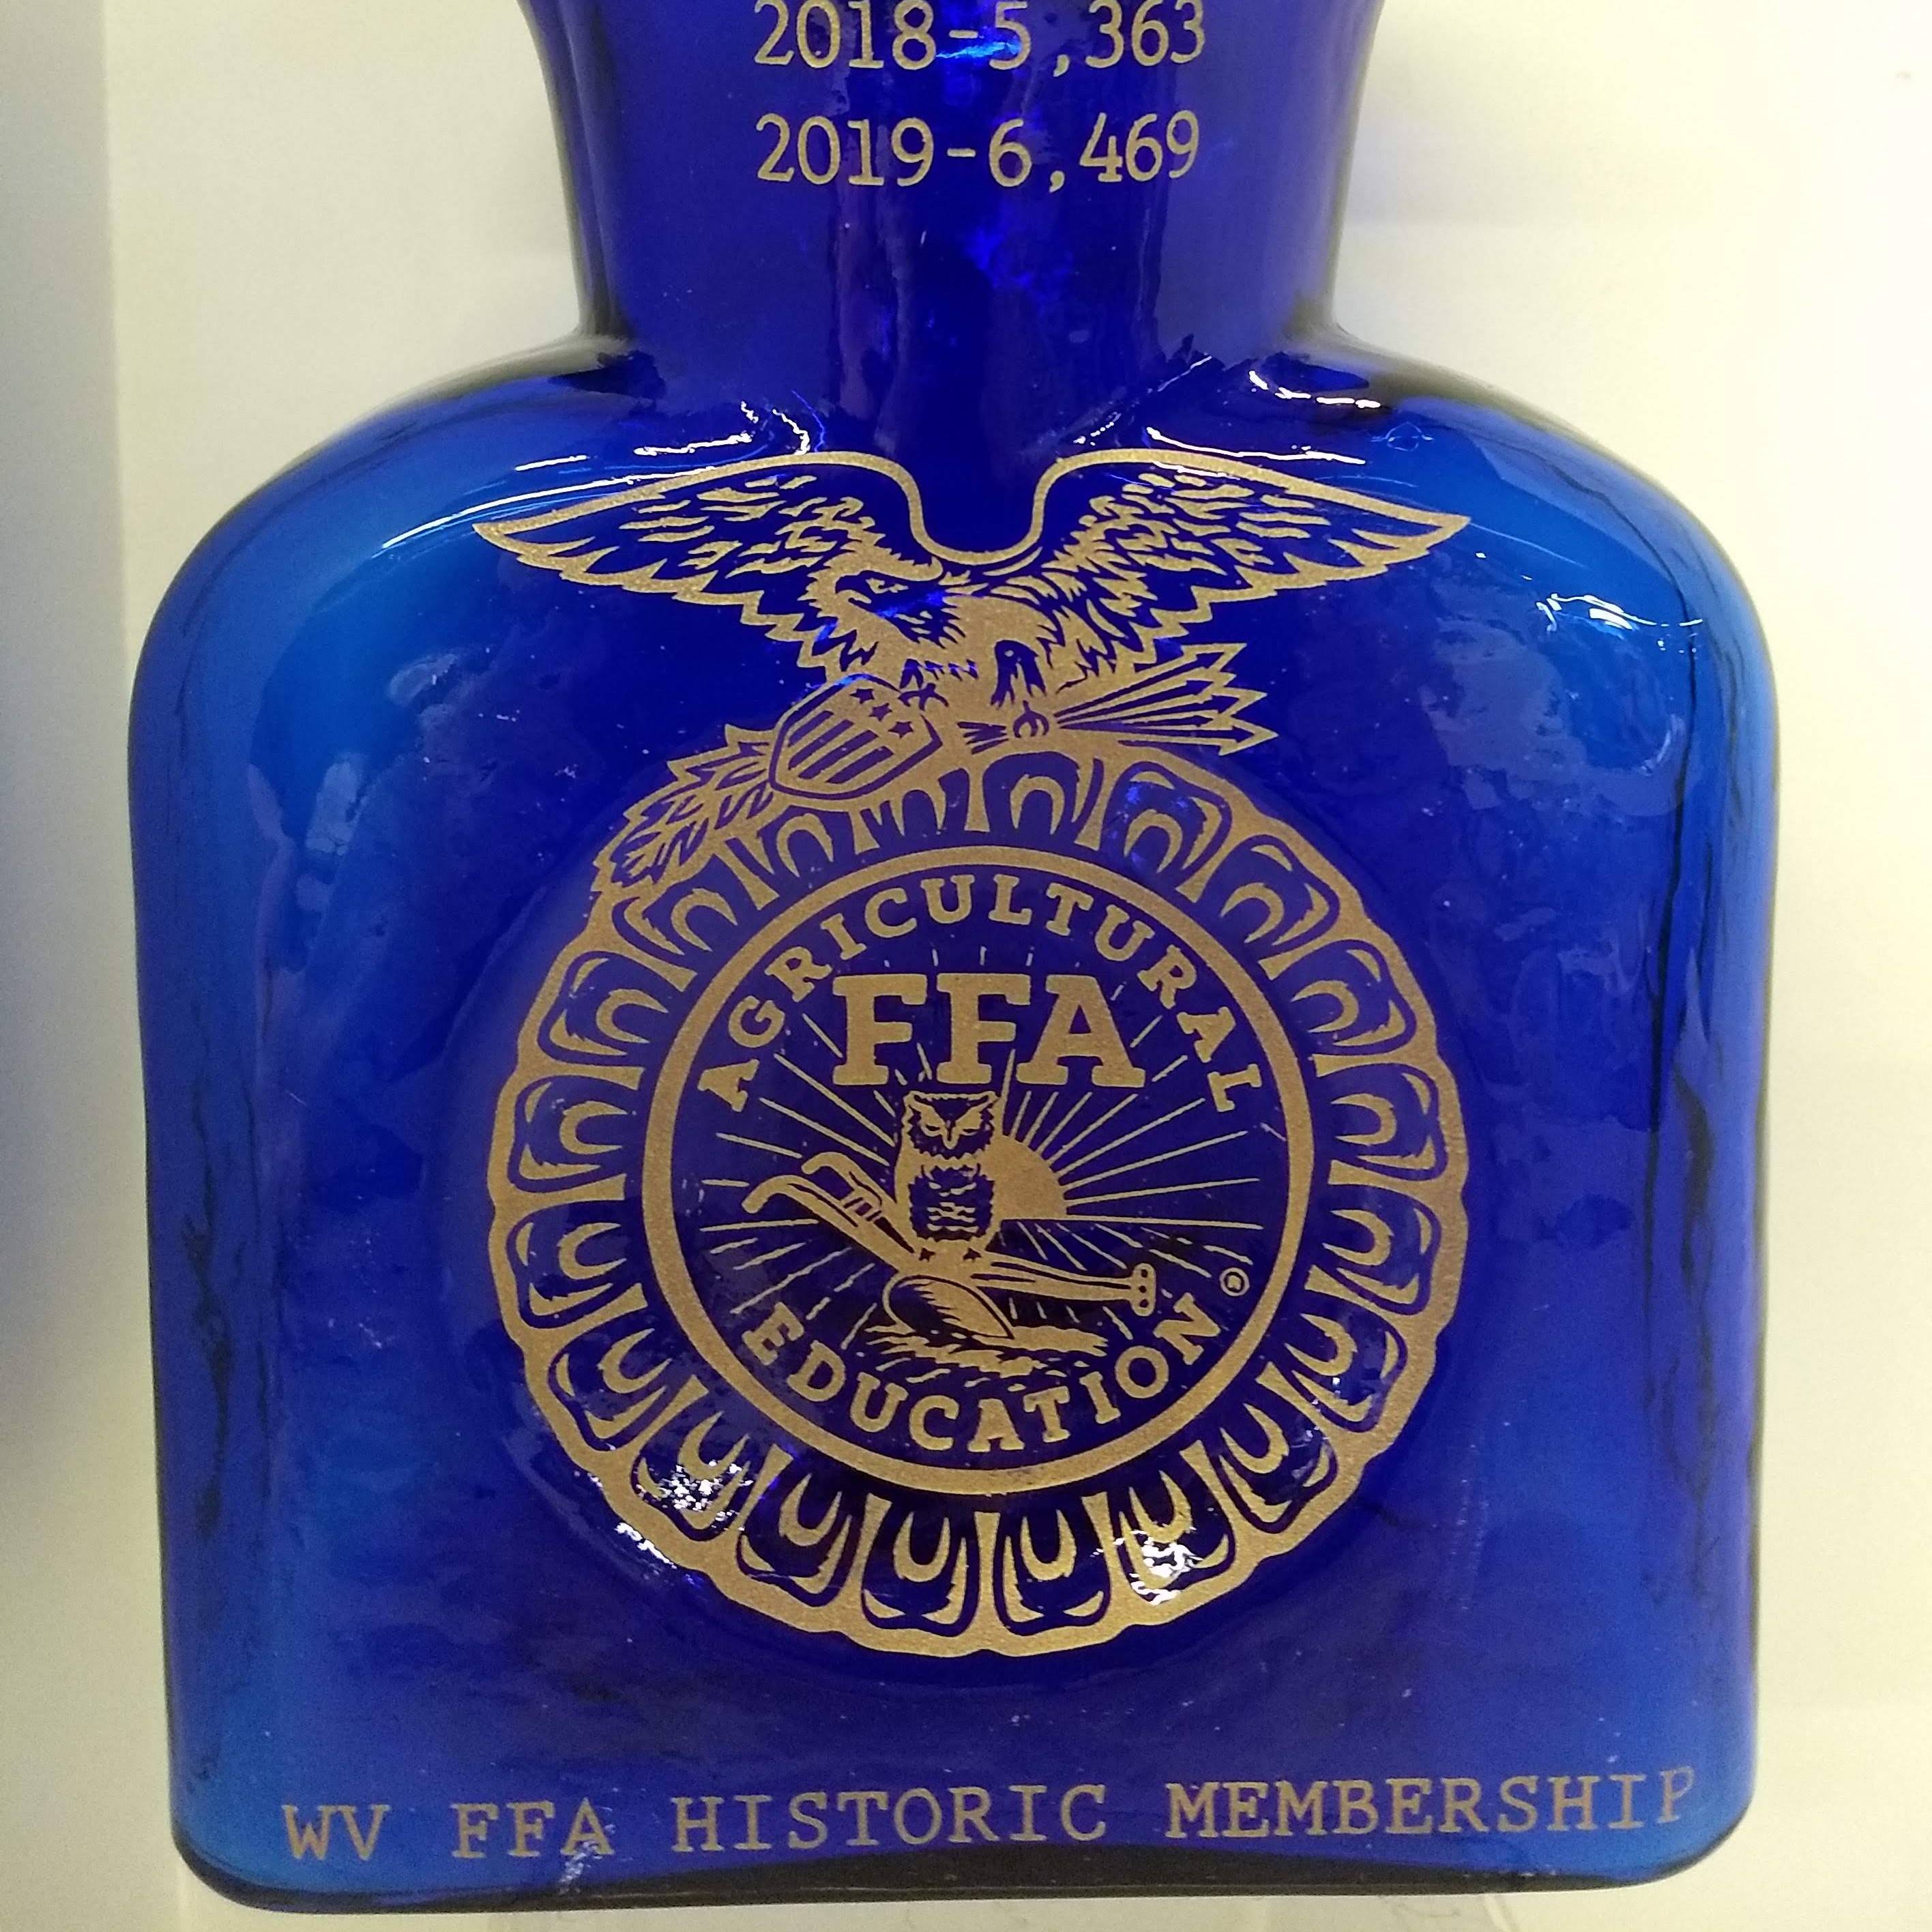 2018-5,363
2019-6,469
AGRICULTURAL
FFA
EDUCATION
®
WV FFA HISTORIC MEMBERSHIP